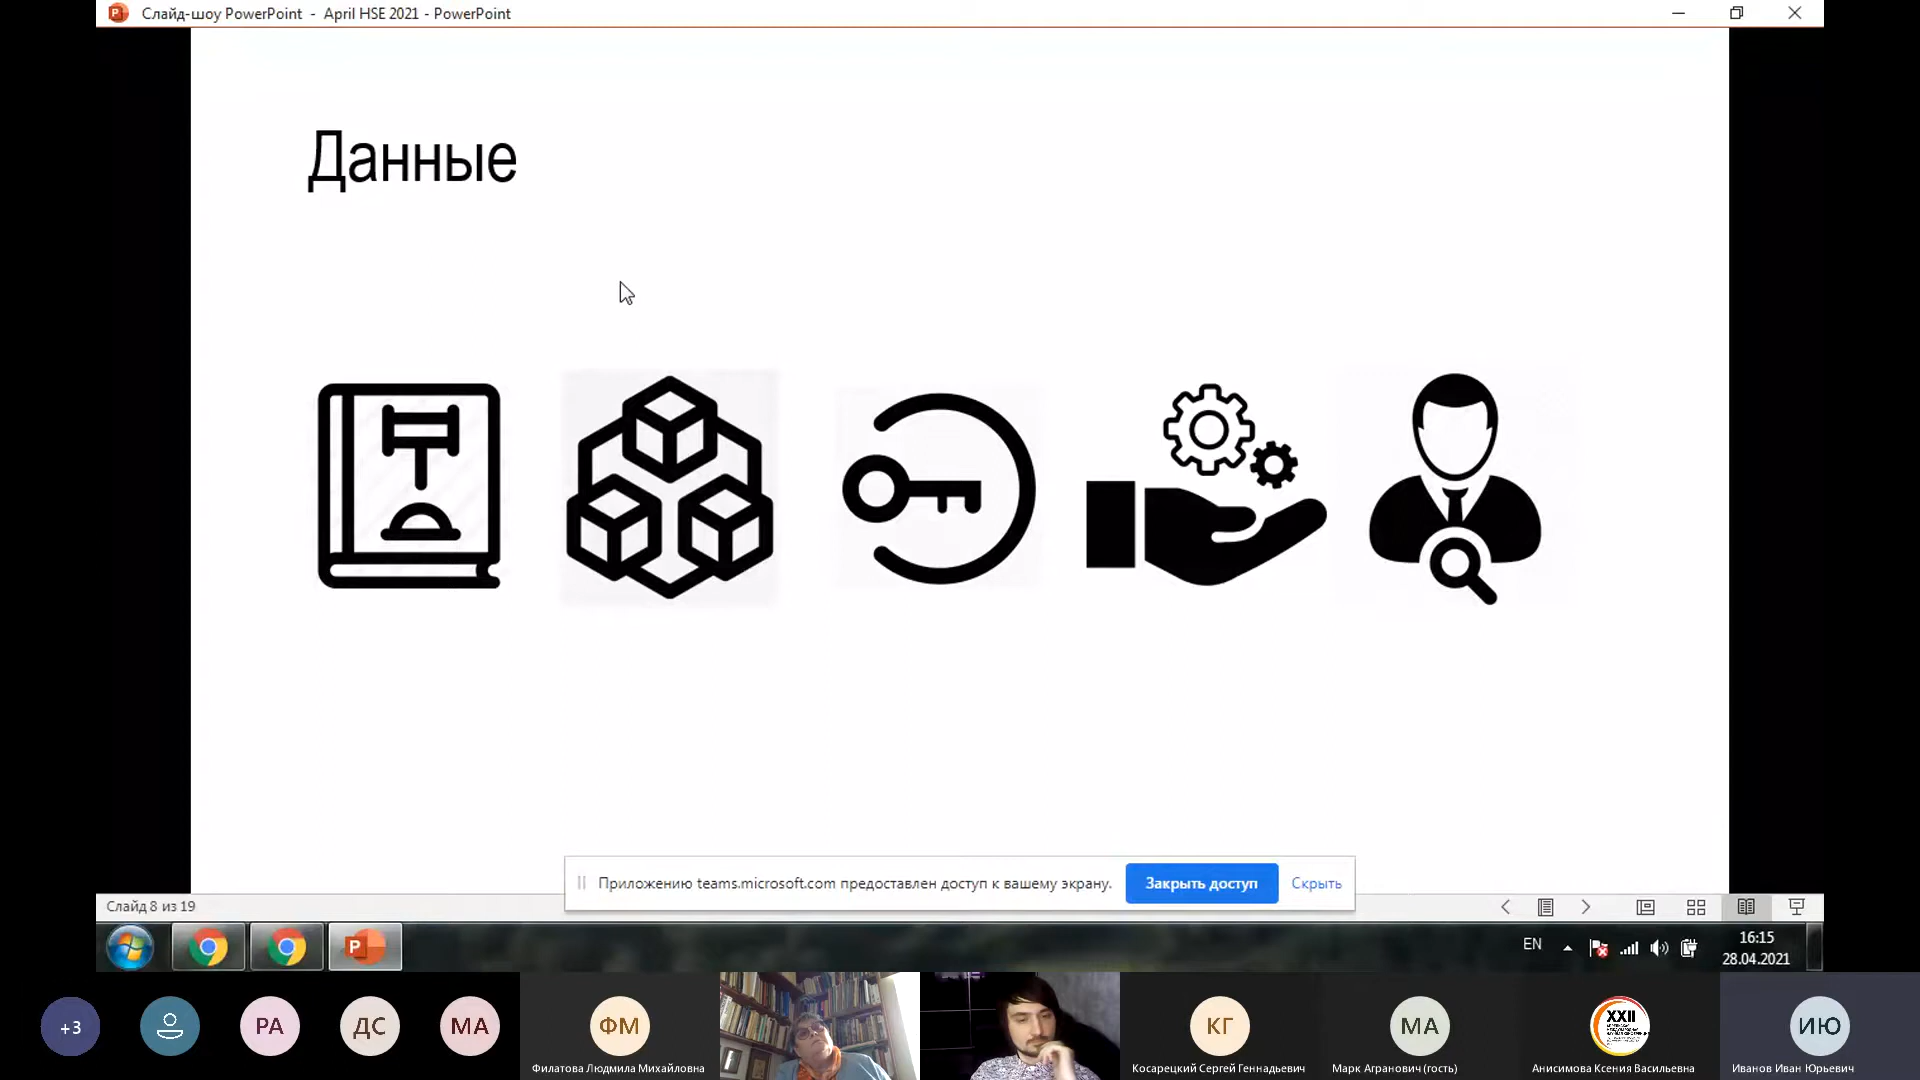 Слайд-шоу PowerPoint - April HSE 2021 - PowerPoint
Данные
Приложению teams.microsoft.com предоставлен доступ к вашему экрану.
Закрыть доступ
Скрыть
Слайд 8 из 19
EN
16:15
28.04.2021
+3
РА
ДС
МА
ФМ
КГ
МА
XXII
ИЮ
Филатова Людмила Михайловна
Косарецкий Сергей Геннадьевич
Марк Агранович (гость)
Анисимова Ксения Васильевна
Иванов Иван Юрьевич